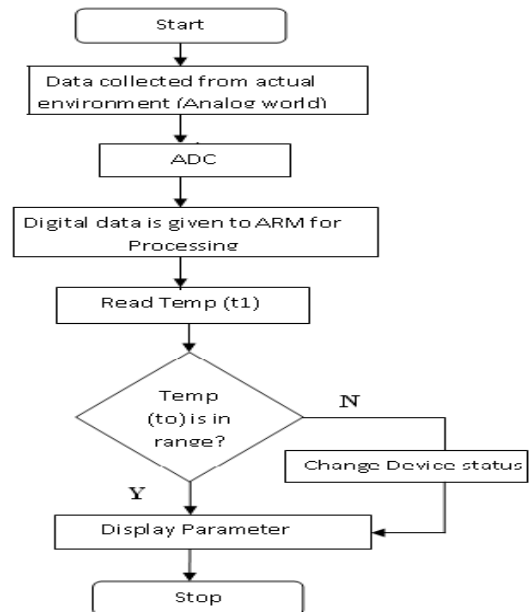 Start
Data collected from actual
environment (Analog world)
ADC
Digital data is given to ARM for
Processing
Read Temp (t1)
Temp
(to) is in
range?
N
Change Device status
Y
Display Parameter
Stop